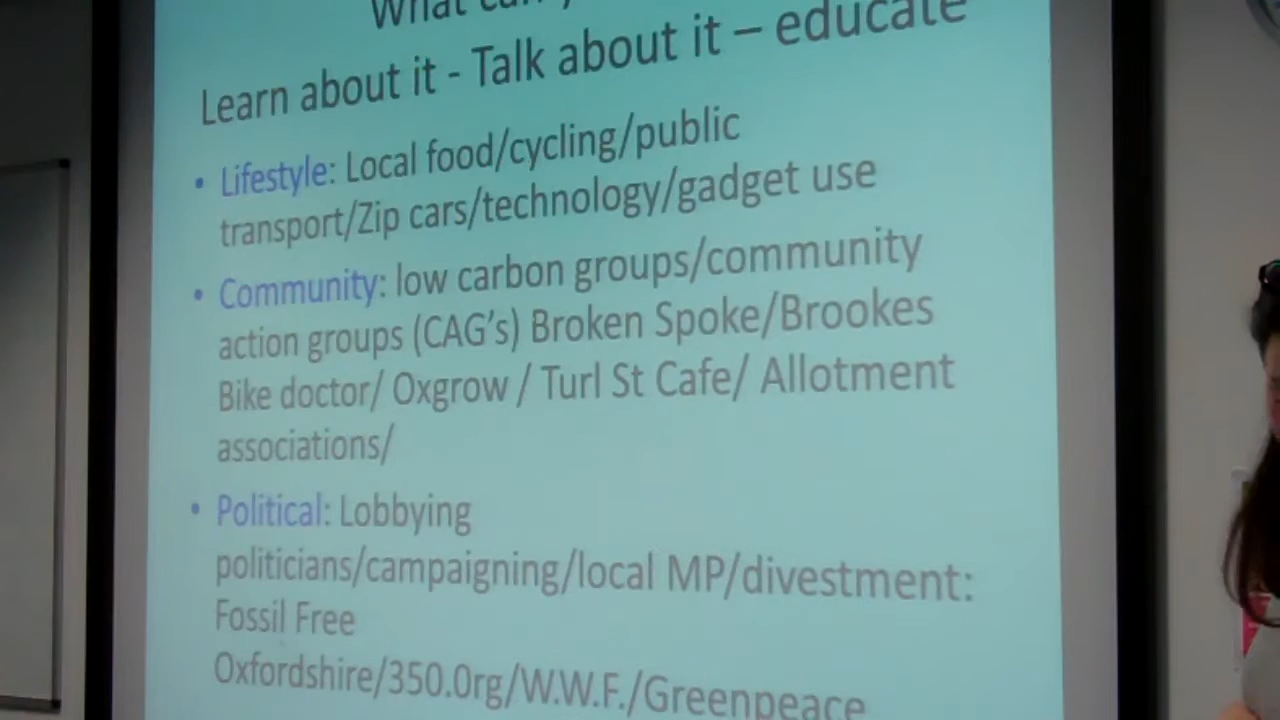 What can
Learn about it - Talk about it – educate
• Lifestyle: Local food/cycling/public
transport/Zip cars/technology/gadget use
• Community: low carbon groups/community
action groups (CAG's) Broken Spoke/Brookes
Bike doctor/ Oxgrow / Turl St Cafe/ Allotment
associations/
• Political: Lobbying
politicians/campaigning/local MP/divestment:
Fossil Free
Oxfordshire/350.Org/W.W.F./Greenpeace